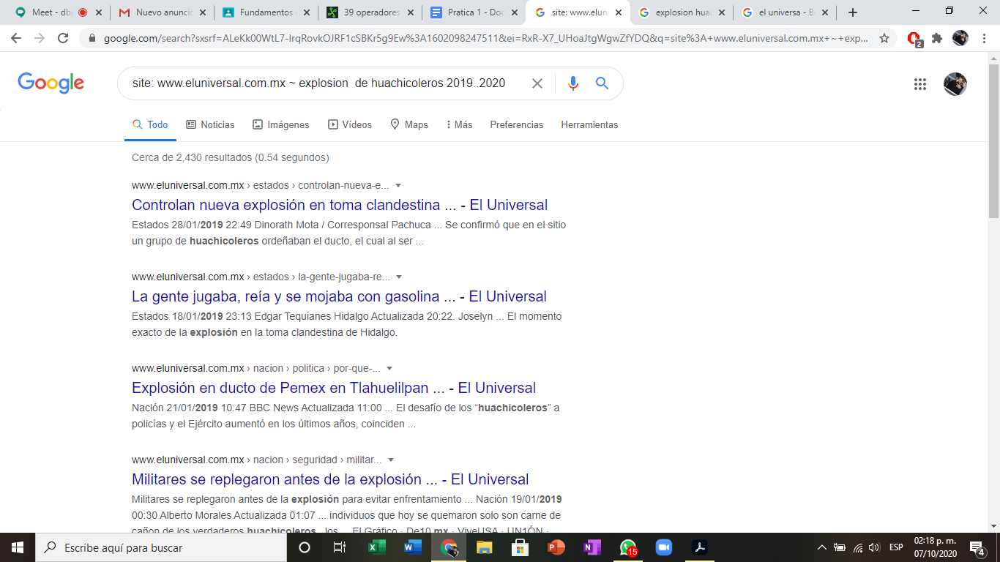 Meet - dbo
Nuevo anuncio
Fundamentos
39 operadores
Pratica 1 - Doc
site: www.eluni
explosion huac
el universa - B
google.com/search?sxsrf=ALeKk00WtL7-IrqRovkOJRF1cSBKr5g9Ew%3A1602098247511&ei=RxR-X7_UHoaJtgWgwZfYDQ&q=site%3A+www.eluniversal.com.mx+~+exp...
2
Google
site: www.eluniversal.com.mx ~ explosion  de huachicoleros 2019..2020
Todo
Noticias
Imágenes
Vídeos
Maps
Más
Preferencias
Herramientas
Cerca de 2,430 resultados (0.54 segundos)
www.eluniversal.com.mx › estados › controlan-nueva-e...
Controlan nueva explosión en toma clandestina ... - El Universal
Estados 28/01/2019 22:49 Dinorath Mota / Corresponsal Pachuca ... Se confirmó que en el sitio
un grupo de huachicoleros ordeñaban el ducto, el cual al ser ...
www.eluniversal.com.mx › estados › la-gente-jugaba-re...
La gente jugaba, reía y se mojaba con gasolina ... - El Universal
Estados 18/01/2019 23:13 Edgar Tequianes Hidalgo Actualizada 20:22. Joselyn ... El momento
exacto de la explosión en la toma clandestina de Hidalgo.
www.eluniversal.com.mx › nacion › politica › por-que-...
Explosión en ducto de Pemex en Tlahuelilpan ... - El Universal
Nación 21/01/2019 10:47 BBC News Actualizada 11:00 ... El desafío de los “huachicoleros” a
policías y el Ejército aumentó en los últimos años, coinciden ...
www.eluniversal.com.mx › nacion › seguridad › militar...
Militares se replegaron antes de la explosión ... - El Universal
Militares se replegaron antes de la explosión para evitar enfrentamiento ... Nación 19/01/2019
00:30 Alberto Morales Actualizada 01:07 ... individuos que hoy se quemaron solo son carne de
cañon de los verdaderos huachicoleros, los ... El Gráfico · De10.mx · ViveUSA · UN1ÓN ·
Escribe aquí para buscar
15
ESP
02:18 p. m.
07/10/2020
4